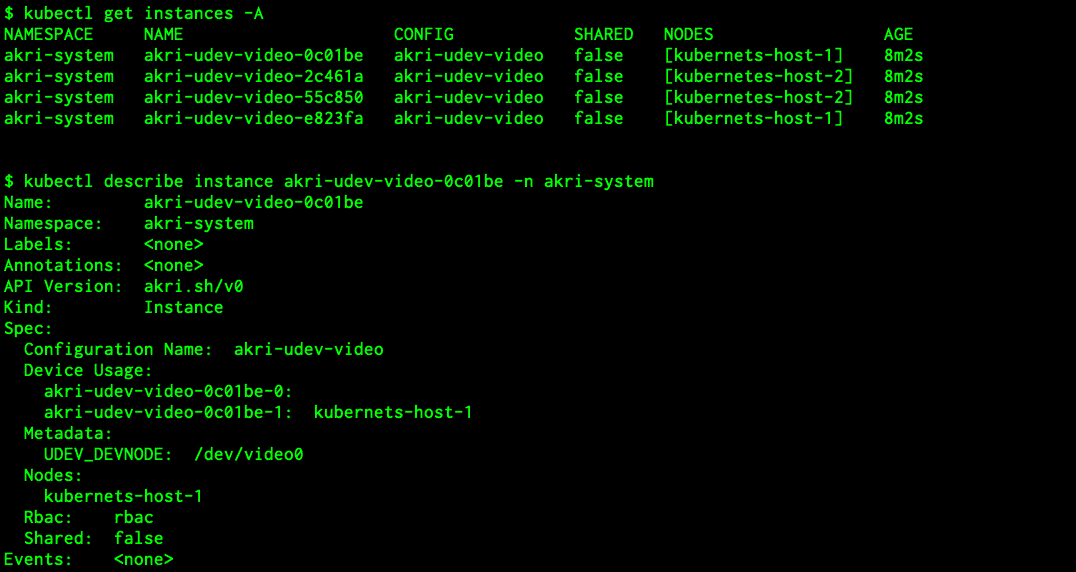 $ kubectl get instances -A
NAMESPACE     NAME                     CONFIG            SHARED   NODES                 AGE
akri-system   akri-udev-video-0c01be   akri-udev-video   false    [kubernets-host-1]    8m2s
akri-system   akri-udev-video-2c461a   akri-udev-video   false    [kubernetes-host-2]   8m2s
akri-system   akri-udev-video-55c850   akri-udev-video   false    [kubernetes-host-2]   8m2s
akri-system   akri-udev-video-e823fa   akri-udev-video   false    [kubernets-host-1]    8m2s
$ kubectl describe instance akri-udev-video-0c01be -n akri-system
Name:         akri-udev-video-0c01be
Namespace:    akri-system
Labels:       <none>
Annotations:  <none>
API Version:  akri.sh/v0
Kind:         Instance
Spec:
  Configuration Name:  akri-udev-video
  Device Usage:
    akri-udev-video-0c01be-0:
    akri-udev-video-0c01be-1:  kubernets-host-1
  Metadata:
    UDEV_DEVNODE:  /dev/video0
  Nodes:
    kubernets-host-1
  Rbac:    rbac
  Shared:  false
Events:    <none>